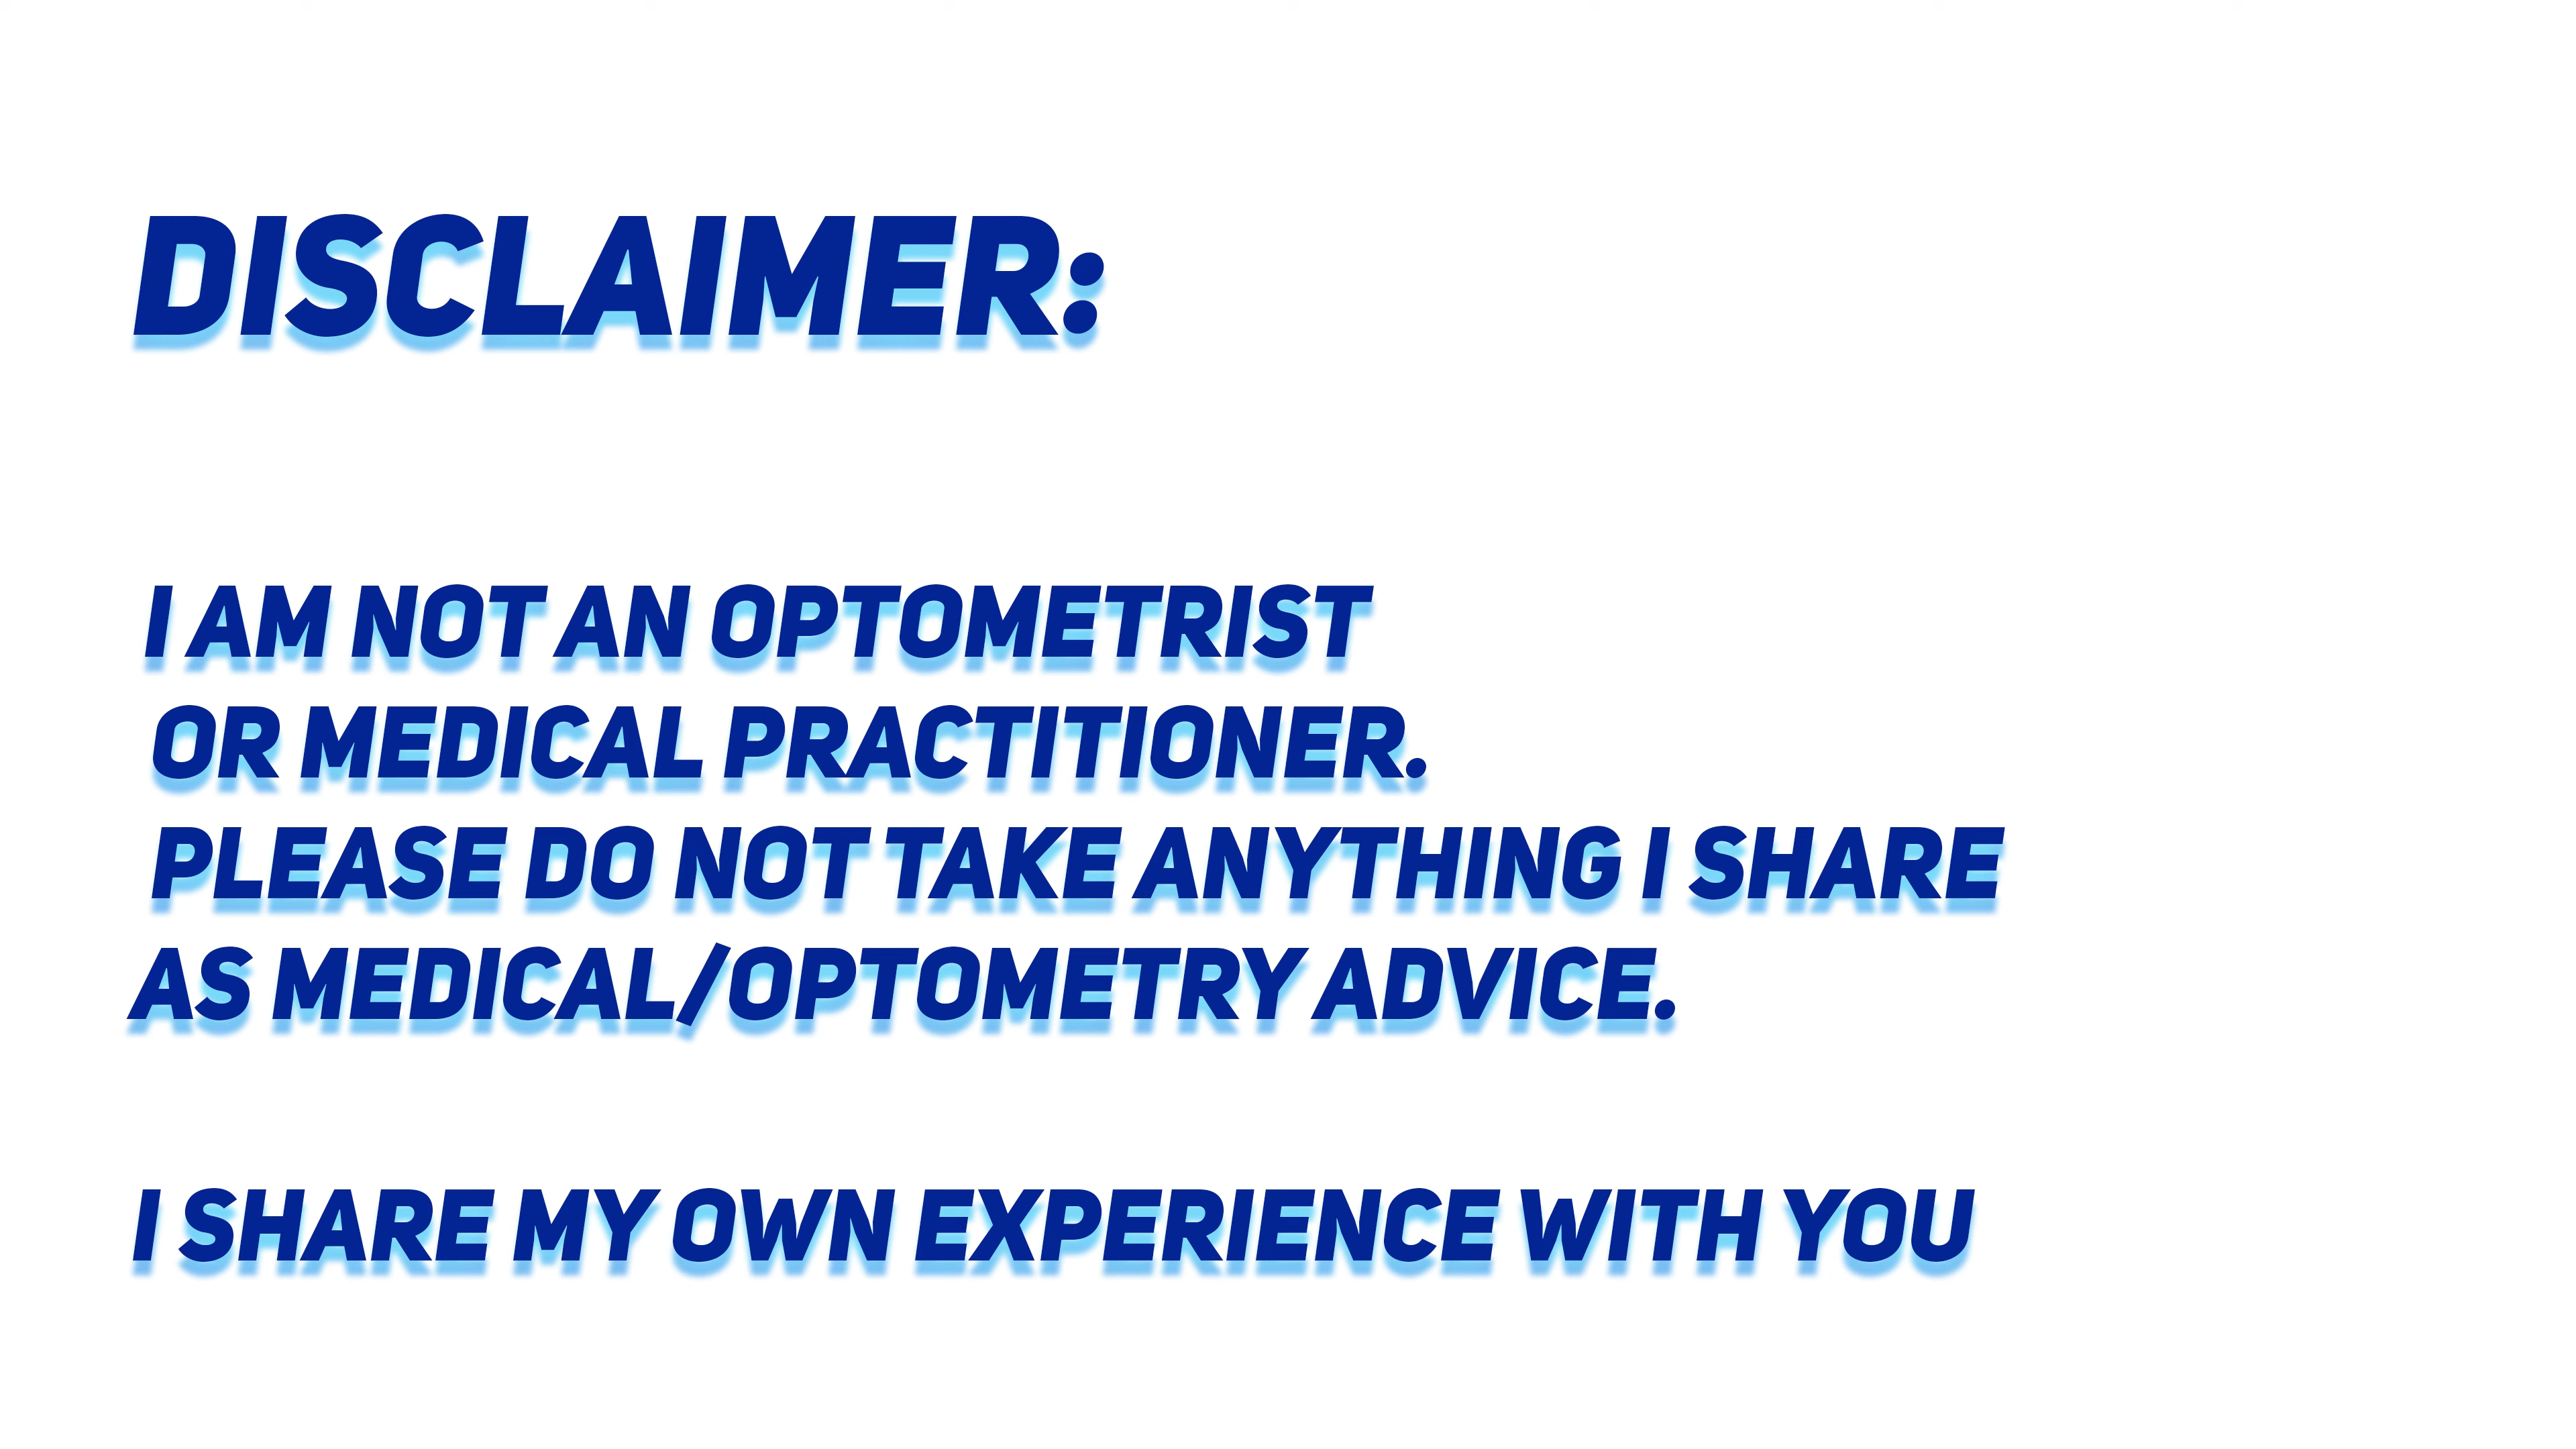 DISCLAIMER:
I AM NOT AN OPTOMETRIST
OR MEDICAL PRACTITIONER.
PLEASE DO NOT TAKE ANYTHING I SHARE
AS MEDICAL/OPTOMETRY ADVICE.
I SHARE MY OWN EXPERIENCE WITH YOU